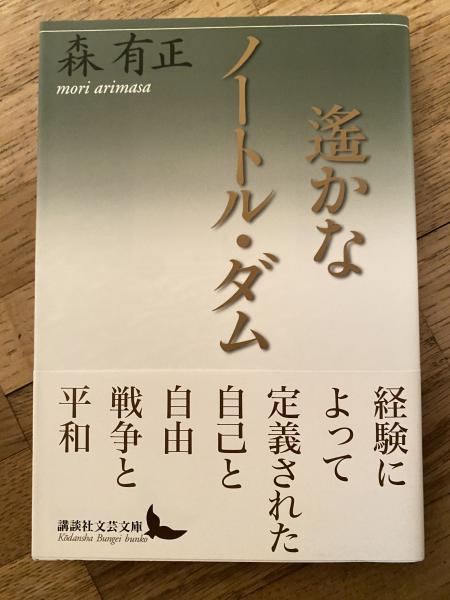 森 有正
mori arimasa
遙かな
ノートル・ダム
経験に
よって
定義された
自己と
自由
戦争と
平和
講談社文芸文庫
Kōdansha Bungei bunko